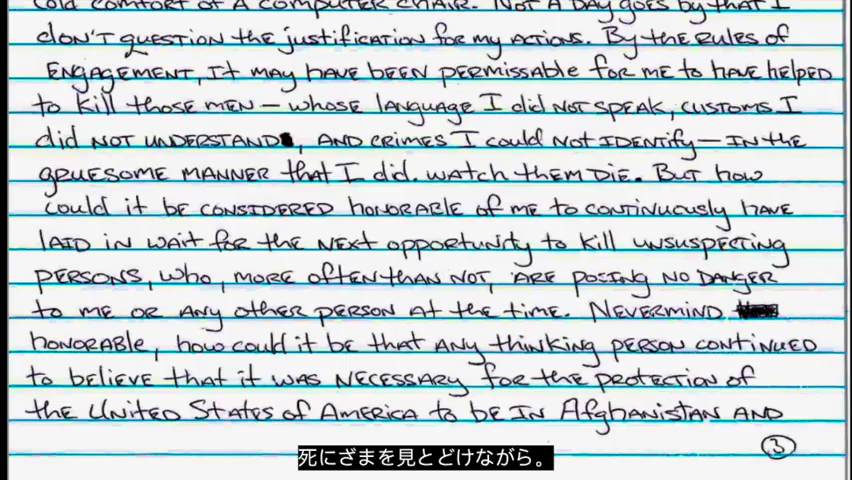 cold comfort of a computer chair. Not a day goes by that I
don't question the justification for my actions. By the rules of
engagement, it may have been permissable for me to have helped
to kill those men — whose language I did not speak, customs I
did not understand, and crimes I could not identify — in the
gruesome manner that I did. watch them die. But how
could it be considered honorable of me to continuously have
laid in wait for the next opportunity to kill unsuspecting
persons, who, more often than not, are posing no danger
to me or any other person at the time. Nevermind
honorable, how could it be that any thinking person continued
to believe that it was necessary for the protection of
the United States of America to be in Afghanistan and
3
死にざまを見とどけながら。